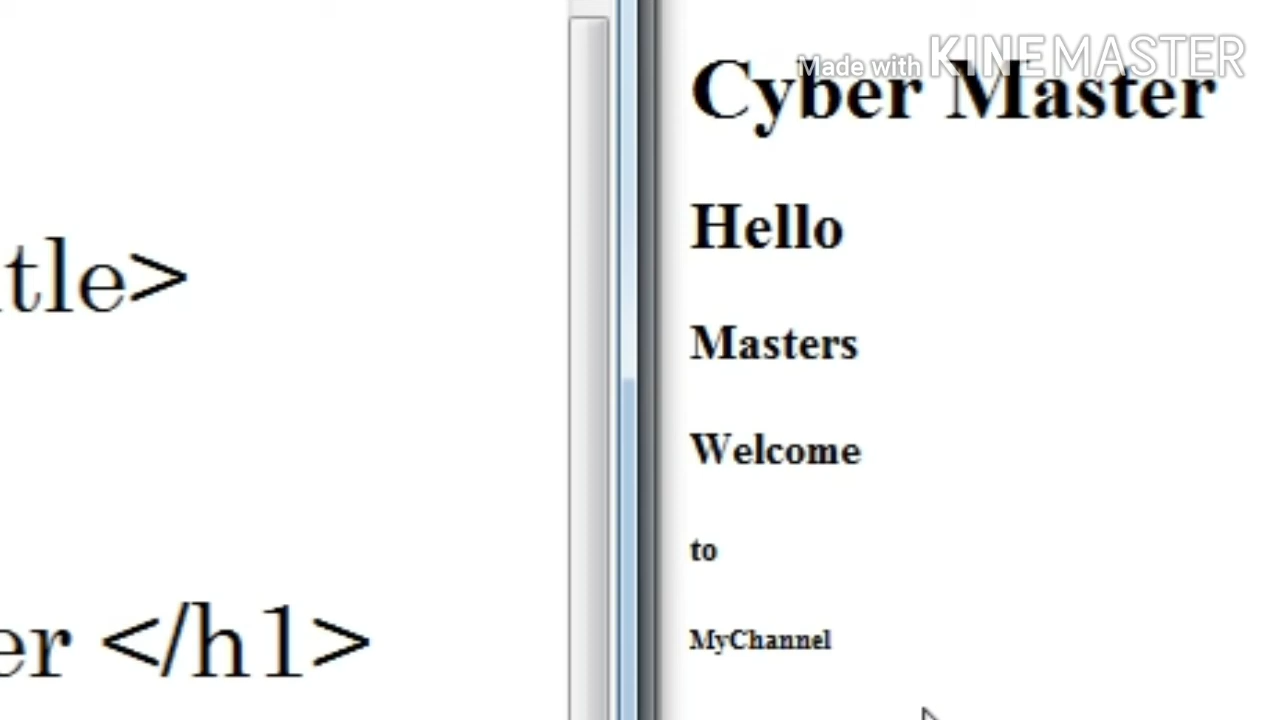 Made with KINEMASTER
Cyber Master
Hello
Masters
Welcome
to
MyChannel
tle>
er </h1>